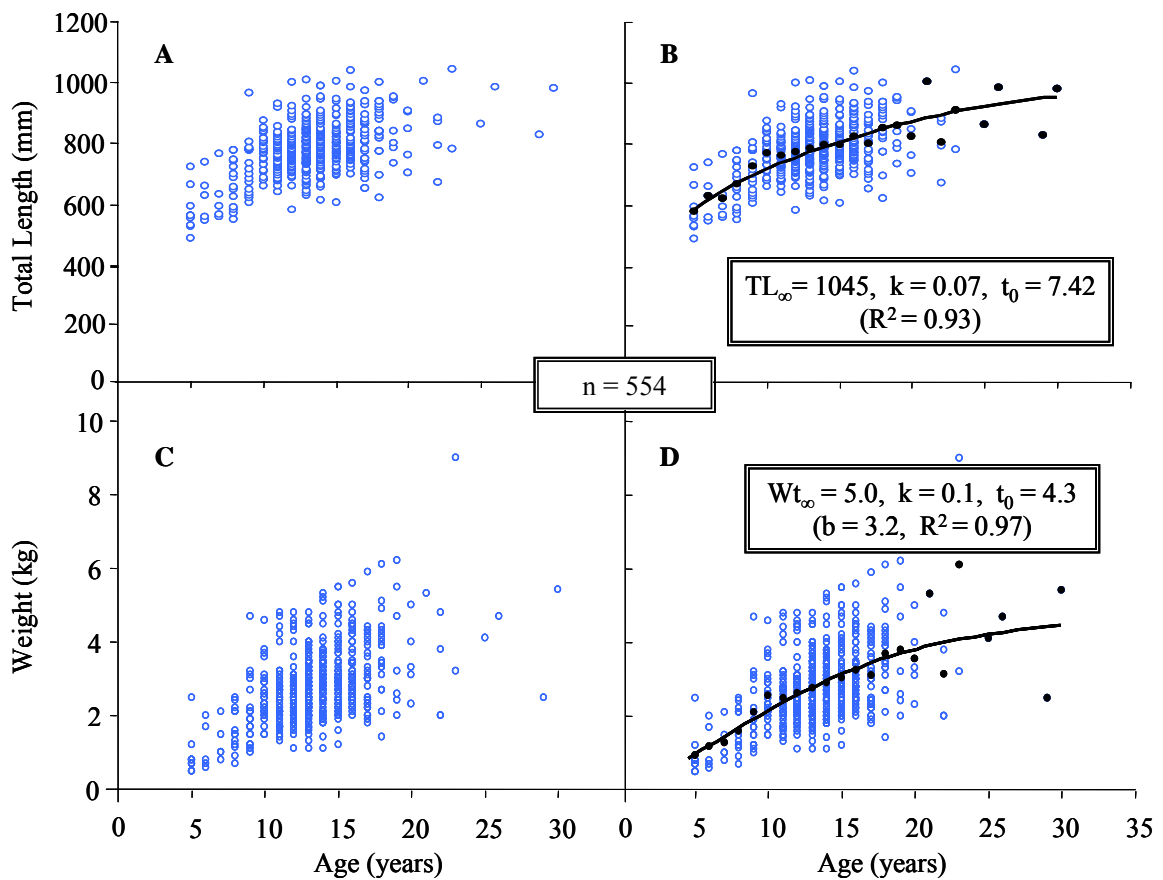 1200
1000
800
600
400
200
0
Total Length (mm)
A
B
TL∞= 1045, k = 0.07, t0 = 7.42
(R² = 0.93)
n = 554
10
8
6
4
2
0
Weight (kg)
C
D
Wt∞ = 5.0, k = 0.1, t0 = 4.3
(b = 3.2, R² = 0.97)
0 5 10 15 20 25 30 0 5 10 15 20 25 30 35
Age (years) Age (years)